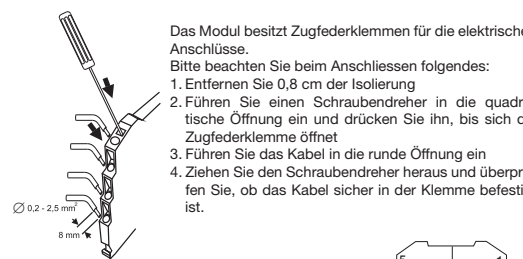 Das Modul besitzt Zugfederklemmen für die elektrische
Anschlüsse.
Bitte beachten Sie beim Anschliessen folgendes:
1. Entfernen Sie 0,8 cm der Isolierung
2. Führen Sie einen Schraubendreher in die quadr
tische Öffnung ein und drücken Sie ihn, bis sich d
Zugfederklemme öffnet
3. Führen Sie das Kabel in die runde Öffnung ein
4. Ziehen Sie den Schraubendreher heraus und überpr
fen Sie, ob das Kabel sicher in der Klemme befesti
ist.
∅ 0,2 - 2,5 mm²
8 mm